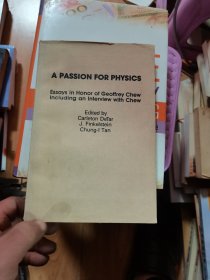 A PASSION FOR PHYSICS
Essays in Honor of Geoffrey Chew
Including an Interview with Chew
Edited by
Carleton DeTar
J. Finkelstein
Chung-I Tan